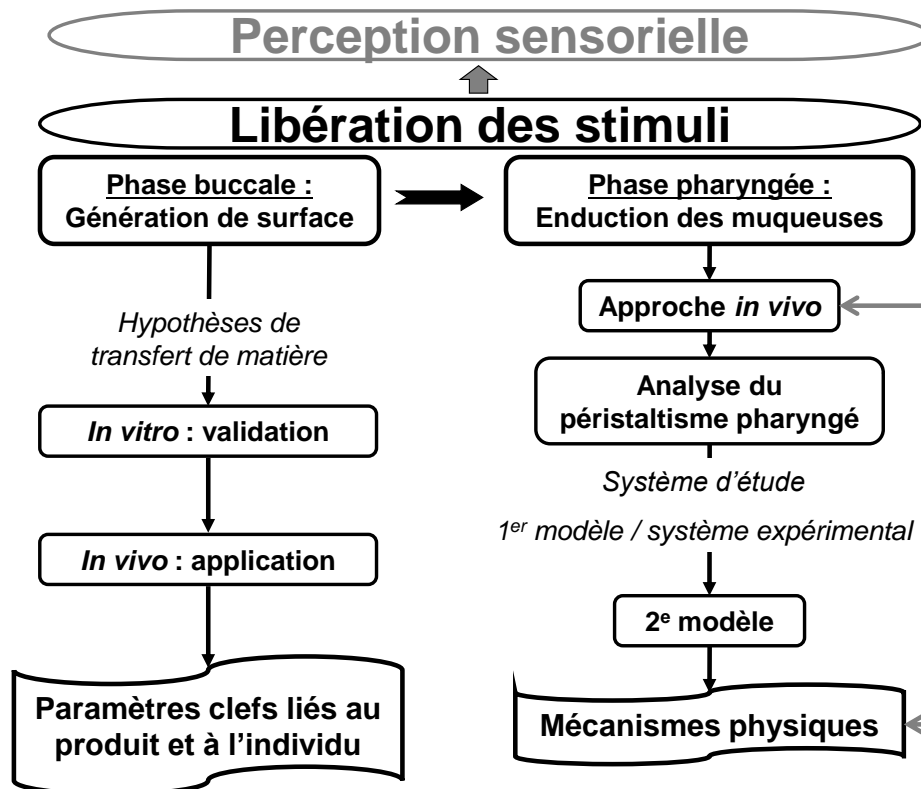 Perception sensorielle
Libération des stimuli
Phase buccale :
Génération de surface
Hypothèses de
transfert de matière
In vitro : validation
In vivo : application
Paramètres clefs liés au
produit et à l'individu
Phase pharyngée :
Enduction des muqueuses
Approche in vivo
Analyse du
péristaltisme pharyngé
Système d'étude
1er modèle / système expérimental
2e modèle
Mécanismes physiques